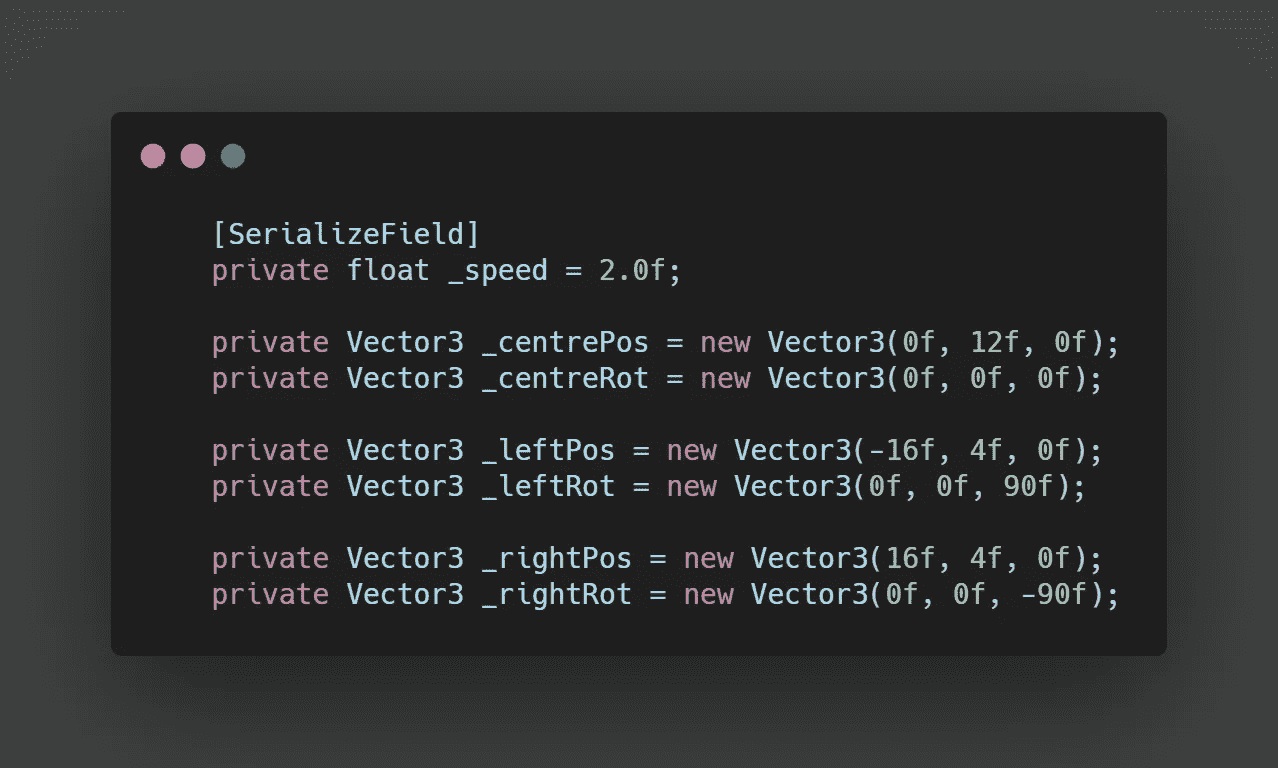 [SerializeField]
private float _speed = 2.0f;
private Vector3 _centrePos = new Vector3(0f, 12f, 0f);
private Vector3 _centreRot = new Vector3(0f, 0f, 0f);
private Vector3 _leftPos = new Vector3(-16f, 4f, 0f);
private Vector3 _leftRot = new Vector3(0f, 0f, 90f);
private Vector3 _rightPos = new Vector3(16f, 4f, 0f);
private Vector3 _rightRot = new Vector3(0f, 0f, -90f);